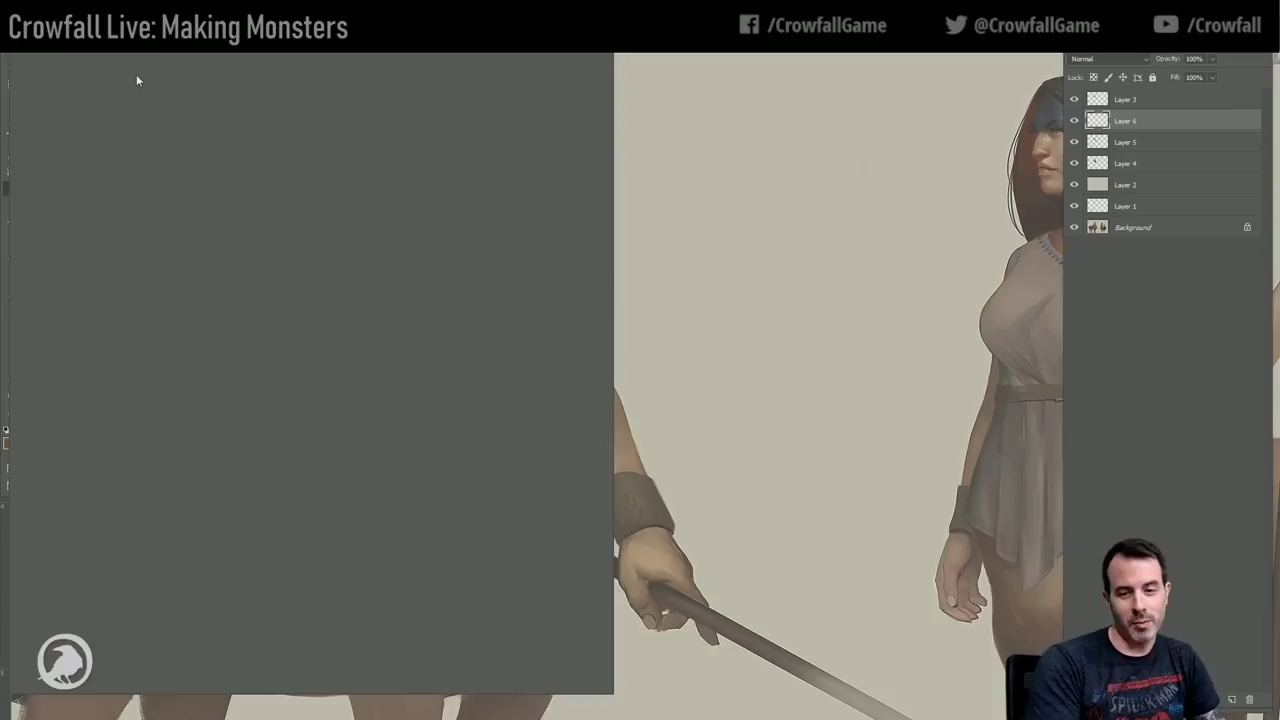 Crowfall Live: Making Monsters
/CrowfallGame
@CrowfallGame
/Crowfall
Normal
Opacity: 100%
Lock:
Fill: 100%
Layer 3
Layer 6
Layer 5
Layer 4
Layer 2
Layer 1
Background
SPIDER-MAN